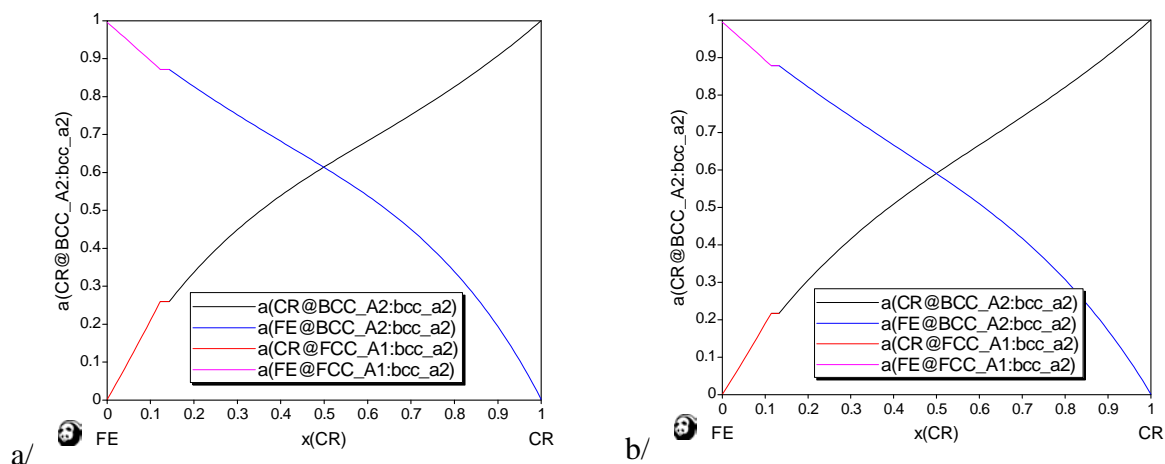 1
0.9
0.8
0.7
0.6
0.5
0.4
0.3
0.2
0.1
0
a(CR@BCC_A2:bcc_a2)
a(CR@BCC_A2:bcc_a2)
a(FE@BCC_A2:bcc_a2)
a(CR@FCC_A1:bcc_a2)
a(FE@FCC_A1:bcc_a2)
0 0.1 0.2 0.3 0.4 0.5 0.6 0.7 0.8 0.9 1
FE x(CR) CR
a/
1
0.9
0.8
0.7
0.6
0.5
0.4
0.3
0.2
0.1
0
a(CR@BCC_A2:bcc_a2)
a(CR@BCC_A2:bcc_a2)
a(FE@BCC_A2:bcc_a2)
a(CR@FCC_A1:bcc_a2)
a(FE@FCC_A1:bcc_a2)
0 0.1 0.2 0.3 0.4 0.5 0.6 0.7 0.8 0.9 1
FE x(CR) CR
b/